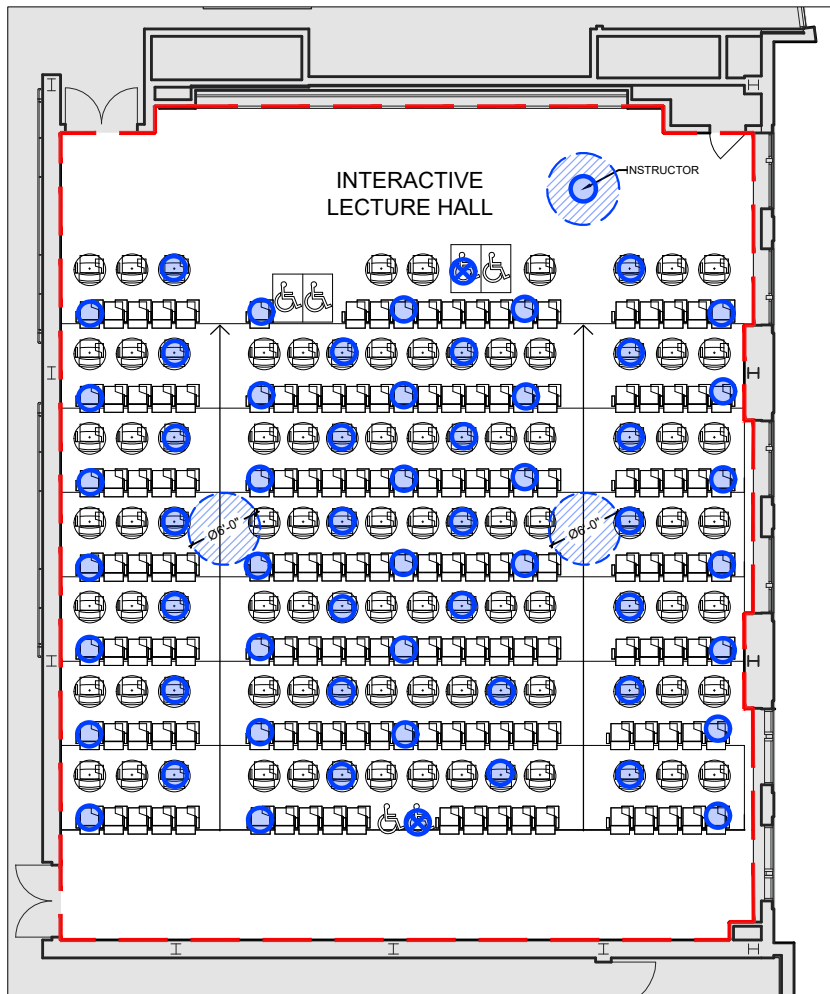 INTERACTIVE
LECTURE HALL
INSTRUCTOR
Ø6'-0"
Ø6'-0"